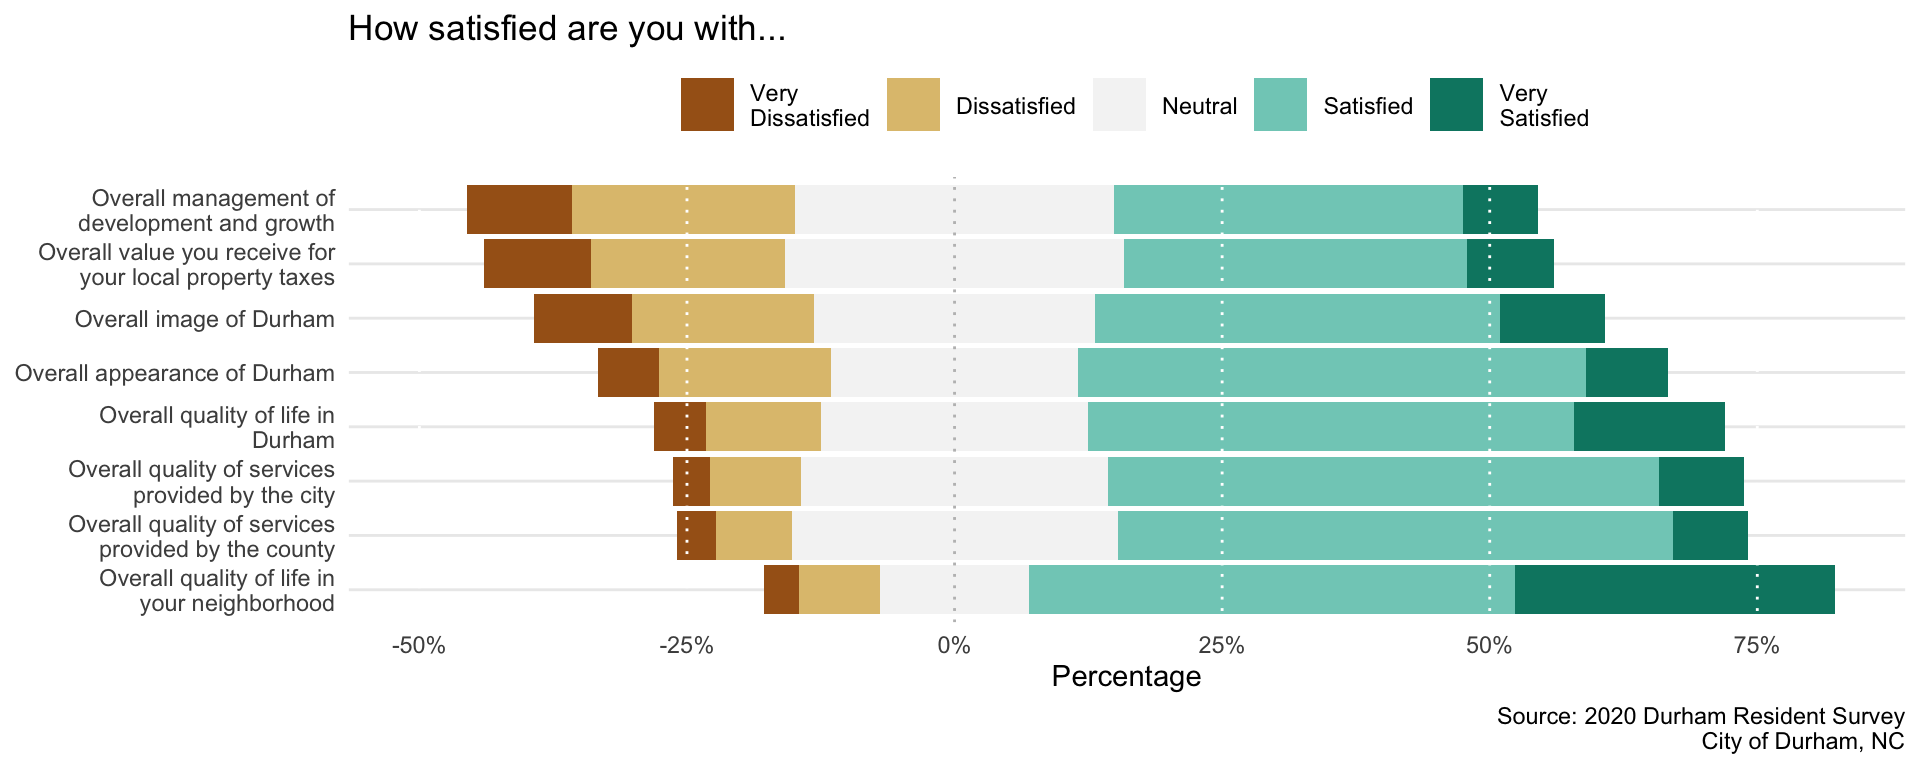 How satisfied are you with...
Very
Dissatisfied
Dissatisfied
Neutral
Satisfied
Very
Satisfied
Overall management of
development and growth
Overall value you receive for
your local property taxes
Overall image of Durham
Overall appearance of Durham
Overall quality of life in
Durham
Overall quality of services
provided by the city
Overall quality of services
provided by the county
Overall quality of life in
your neighborhood
-50% -25% 0% 25% 50% 75%
Percentage
Source: 2020 Durham Resident Survey
City of Durham, NC